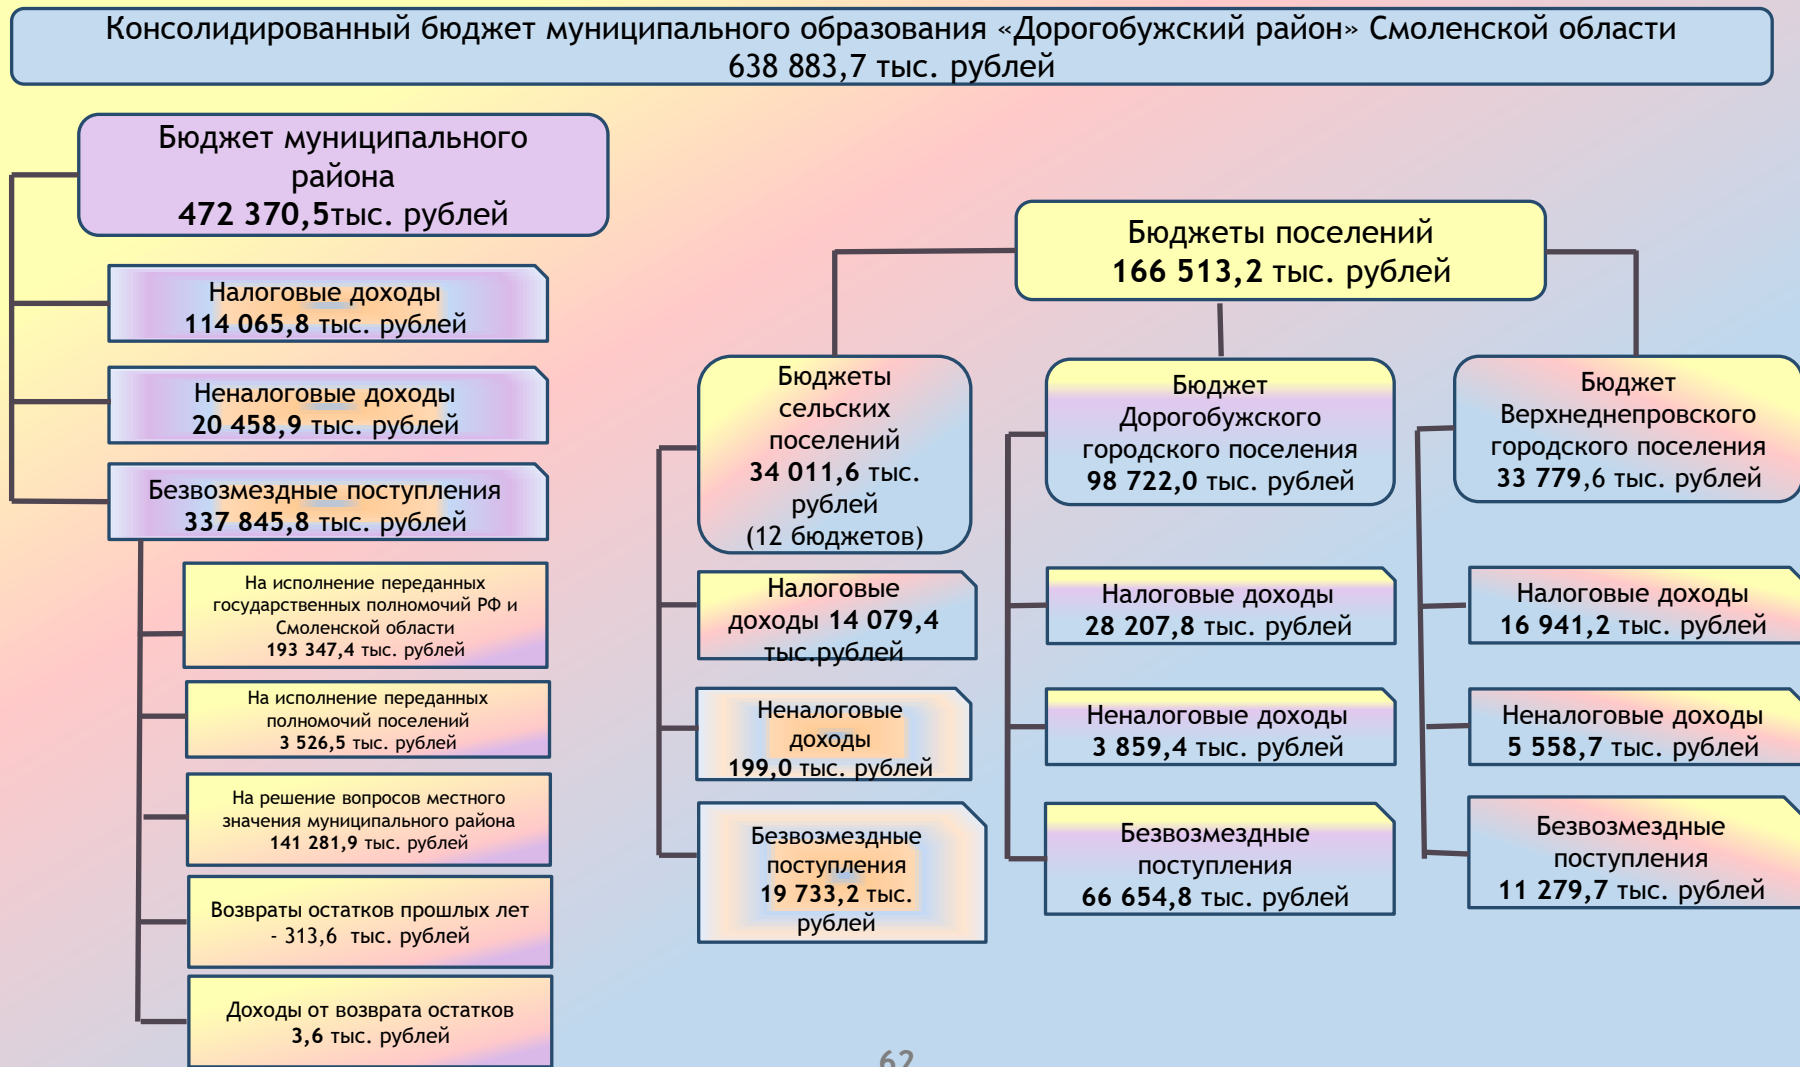 Консолидированный бюджет муниципального образования «Дорогобужский район» Смоленской области
638 883,7 тыс. рублей
Бюджет муниципального
района
472 370,5тыс. рублей
Налоговые доходы
114 065,8 тыс. рублей
Неналоговые доходы
20 458,9 тыс. рублей
Безвозмездные поступления
337 845,8 тыс. рублей
На исполнение переданных
государственных полномочий РФ и
Смоленской области
193 347,4 тыс. рублей
На исполнение переданных
полномочий поселений
3 526,5 тыс. рублей
На решение вопросов местного
значения муниципального района
141 281,9 тыс. рублей
Возвраты остатков прошлых лет
- 313,6 тыс. рублей
Доходы от возврата остатков
3,6 тыс. рублей
Бюджеты поселений
166 513,2 тыс. рублей
Бюджеты
сельских
поселений
34 011,6 тыс.
рублей
(12 бюджетов)
Налоговые
доходы 14 079,4
тыс.рублей
Неналоговые
доходы
199,0 тыс. рублей
Безвозмездные
поступления
19 733,2 тыс.
рублей
Бюджет
Дорогобужского
городского поселения
98 722,0 тыс. рублей
Налоговые доходы
28 207,8 тыс. рублей
Неналоговые доходы
3 859,4 тыс. рублей
Безвозмездные
поступления
66 654,8 тыс. рублей
Бюджет
Верхнеднепровского
городского поселения
33 779,6 тыс. рублей
Налоговые доходы
16 941,2 тыс. рублей
Неналоговые доходы
5 558,7 тыс. рублей
Безвозмездные
поступления
11 279,7 тыс. рублей
62